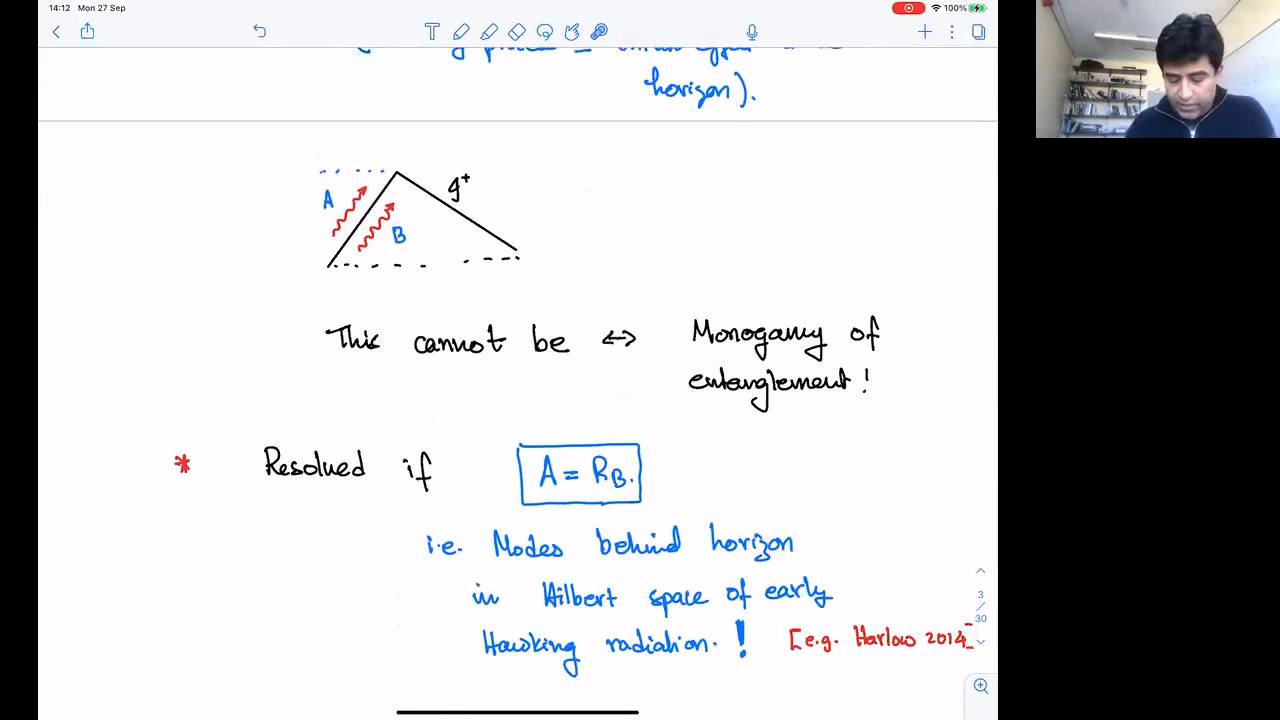 14:12 Mon 27 Sep
100%
horizon).
A
B
g+
This cannot be ↔ Monogamy of
entanglement!
* Resolved if A = R_B.
i.e. Modes behind horizon
in Hilbert space of early
Hawking radiation. !
[e.g. Harlow 2014]
3
/
30